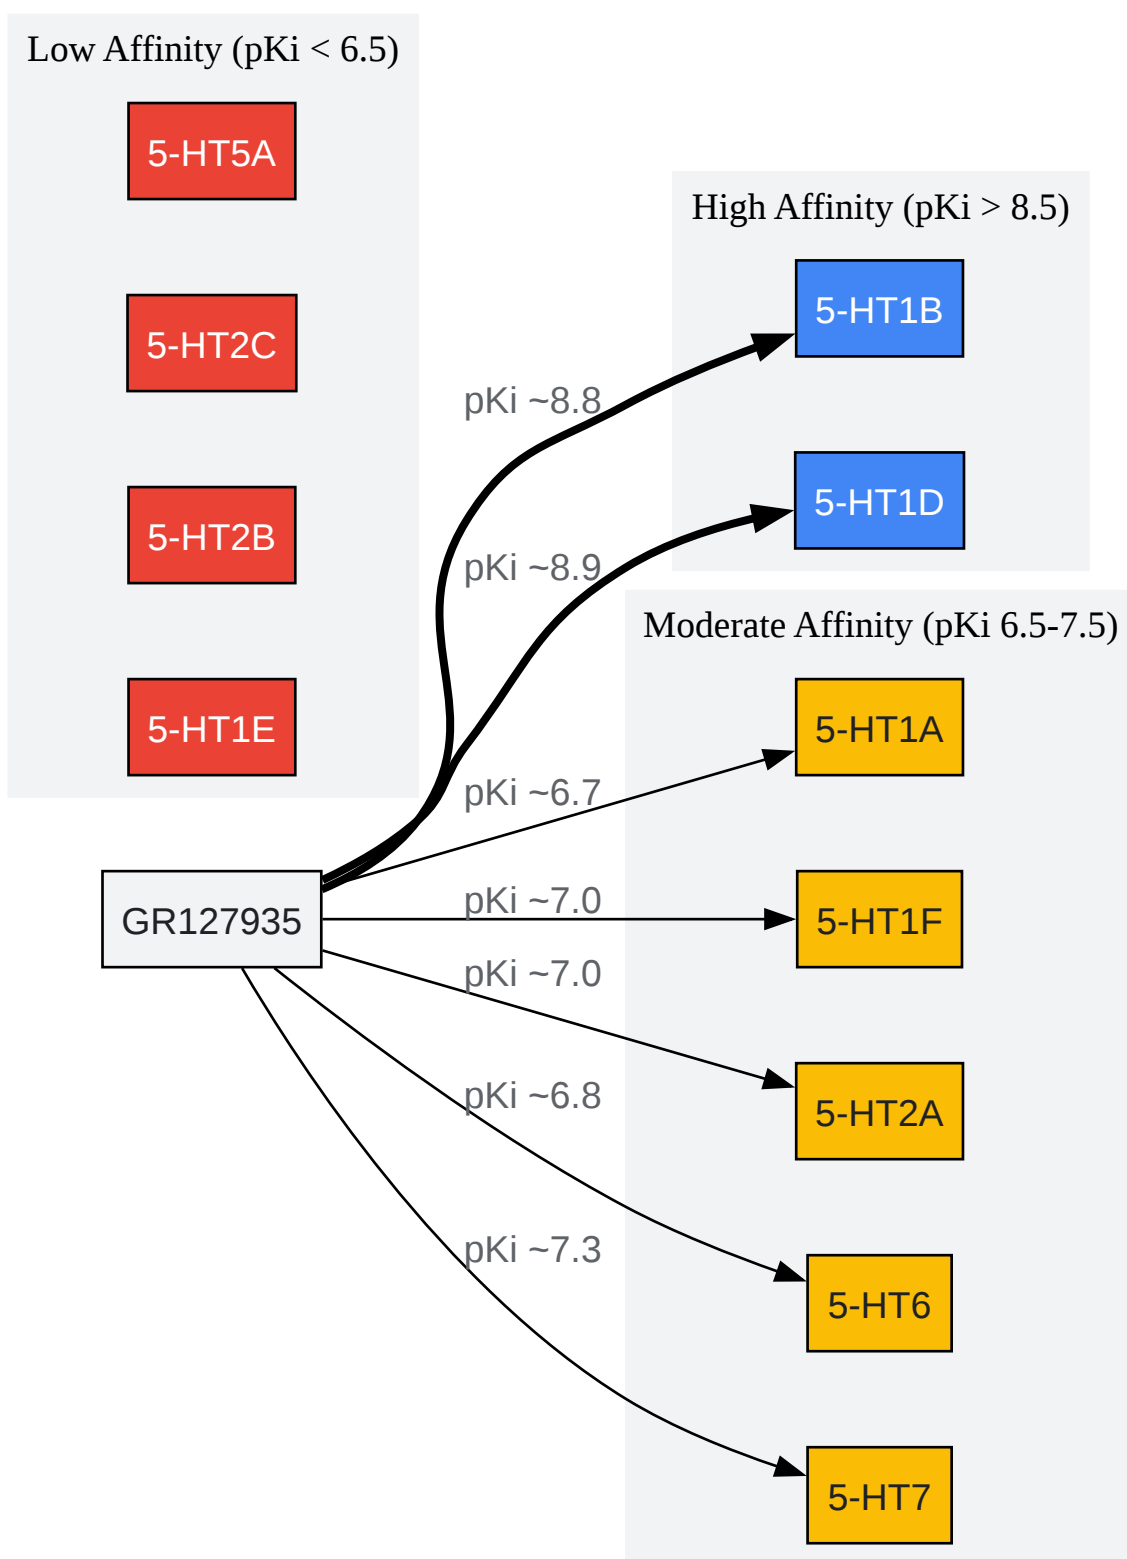 Low Affinity (pKi < 6.5)
5-HT5A
5-HT2C
5-HT2B
5-HT1E
GR127935
pKi ~8.8
pKi ~8.9
pKi ~6.7
pKi ~7.0
pKi ~7.0
pKi ~6.8
pKi ~7.3
High Affinity (pKi > 8.5)
5-HT1B
5-HT1D
Moderate Affinity (pKi 6.5-7.5)
5-HT1A
5-HT1F
5-HT2A
5-HT6
5-HT7